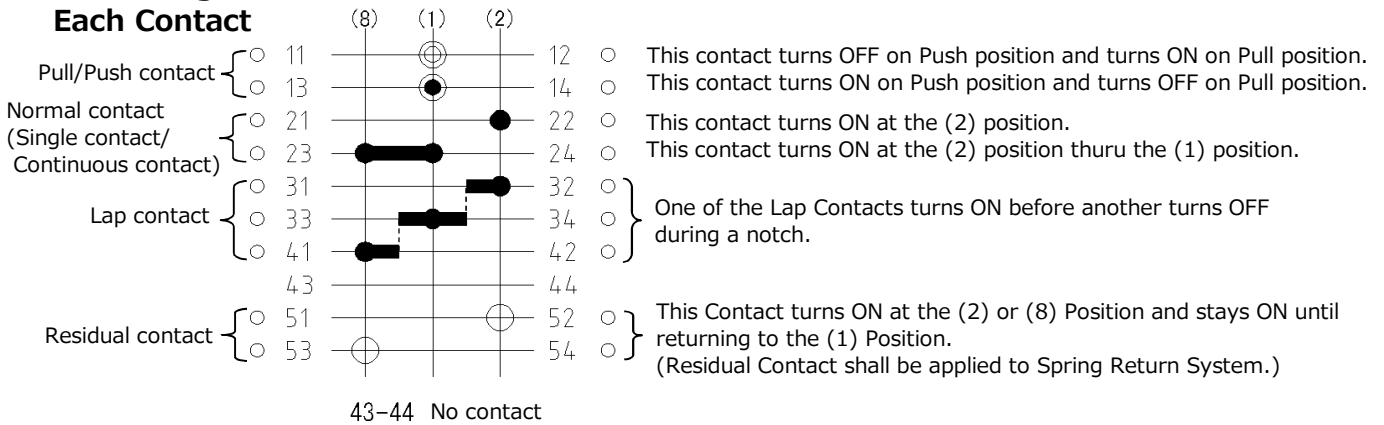 Each Contact
(8) (1) (2)
11 12 This contact turns OFF on Push position and turns ON on Pull position.
Pull/Push contact
13 14 This contact turns ON on Push position and turns OFF on Pull position.
Normal contact
(Single contact/
Continuous contact)
21 22 This contact turns ON at the (2) position.
23 24 This contact turns ON at the (2) position thuru the (1) position.
31 32
Lap contact
33 34
41 42
One of the Lap Contacts turns ON before another turns OFF
during a notch.
43 44
Residual contact
51 52
53 54
This Contact turns ON at the (2) or (8) Position and stays ON until
returning to the (1) Position.
(Residual Contact shall be applied to Spring Return System.)
43-44 No contact